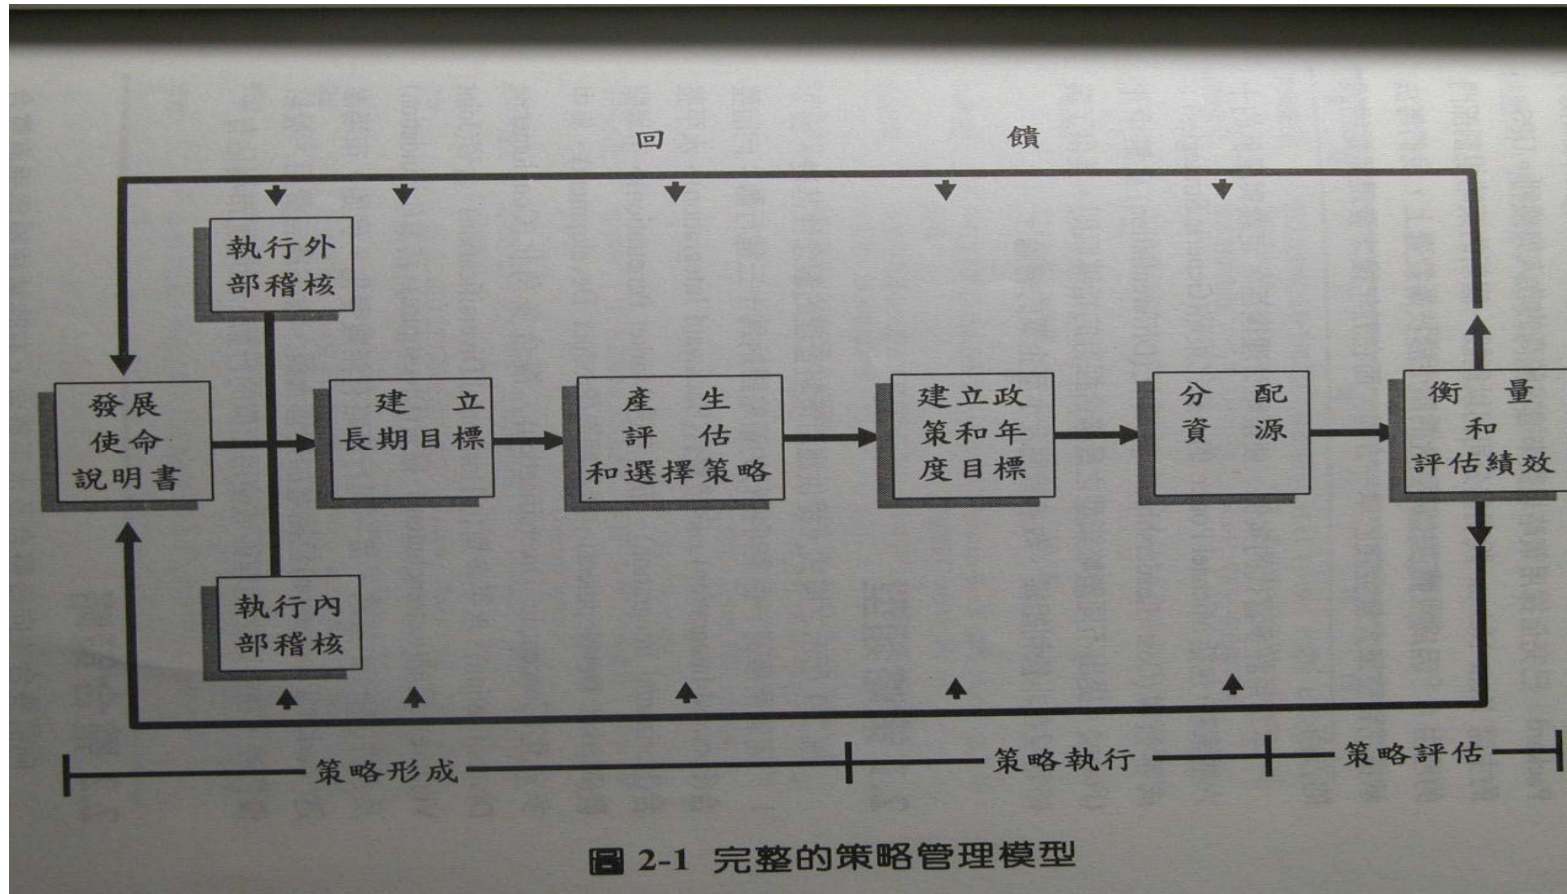 回 饋
執行外
部稽核
發展
使命
說明書
建 立
長期目標
產 生
評 估
和選擇策略
建立政
策和年
度目標
分 配
資 源
衡 量
和
評估績效
執行內
部稽核
策略形成
策略執行
策略評估
圖 2-1 完整的策略管理模型